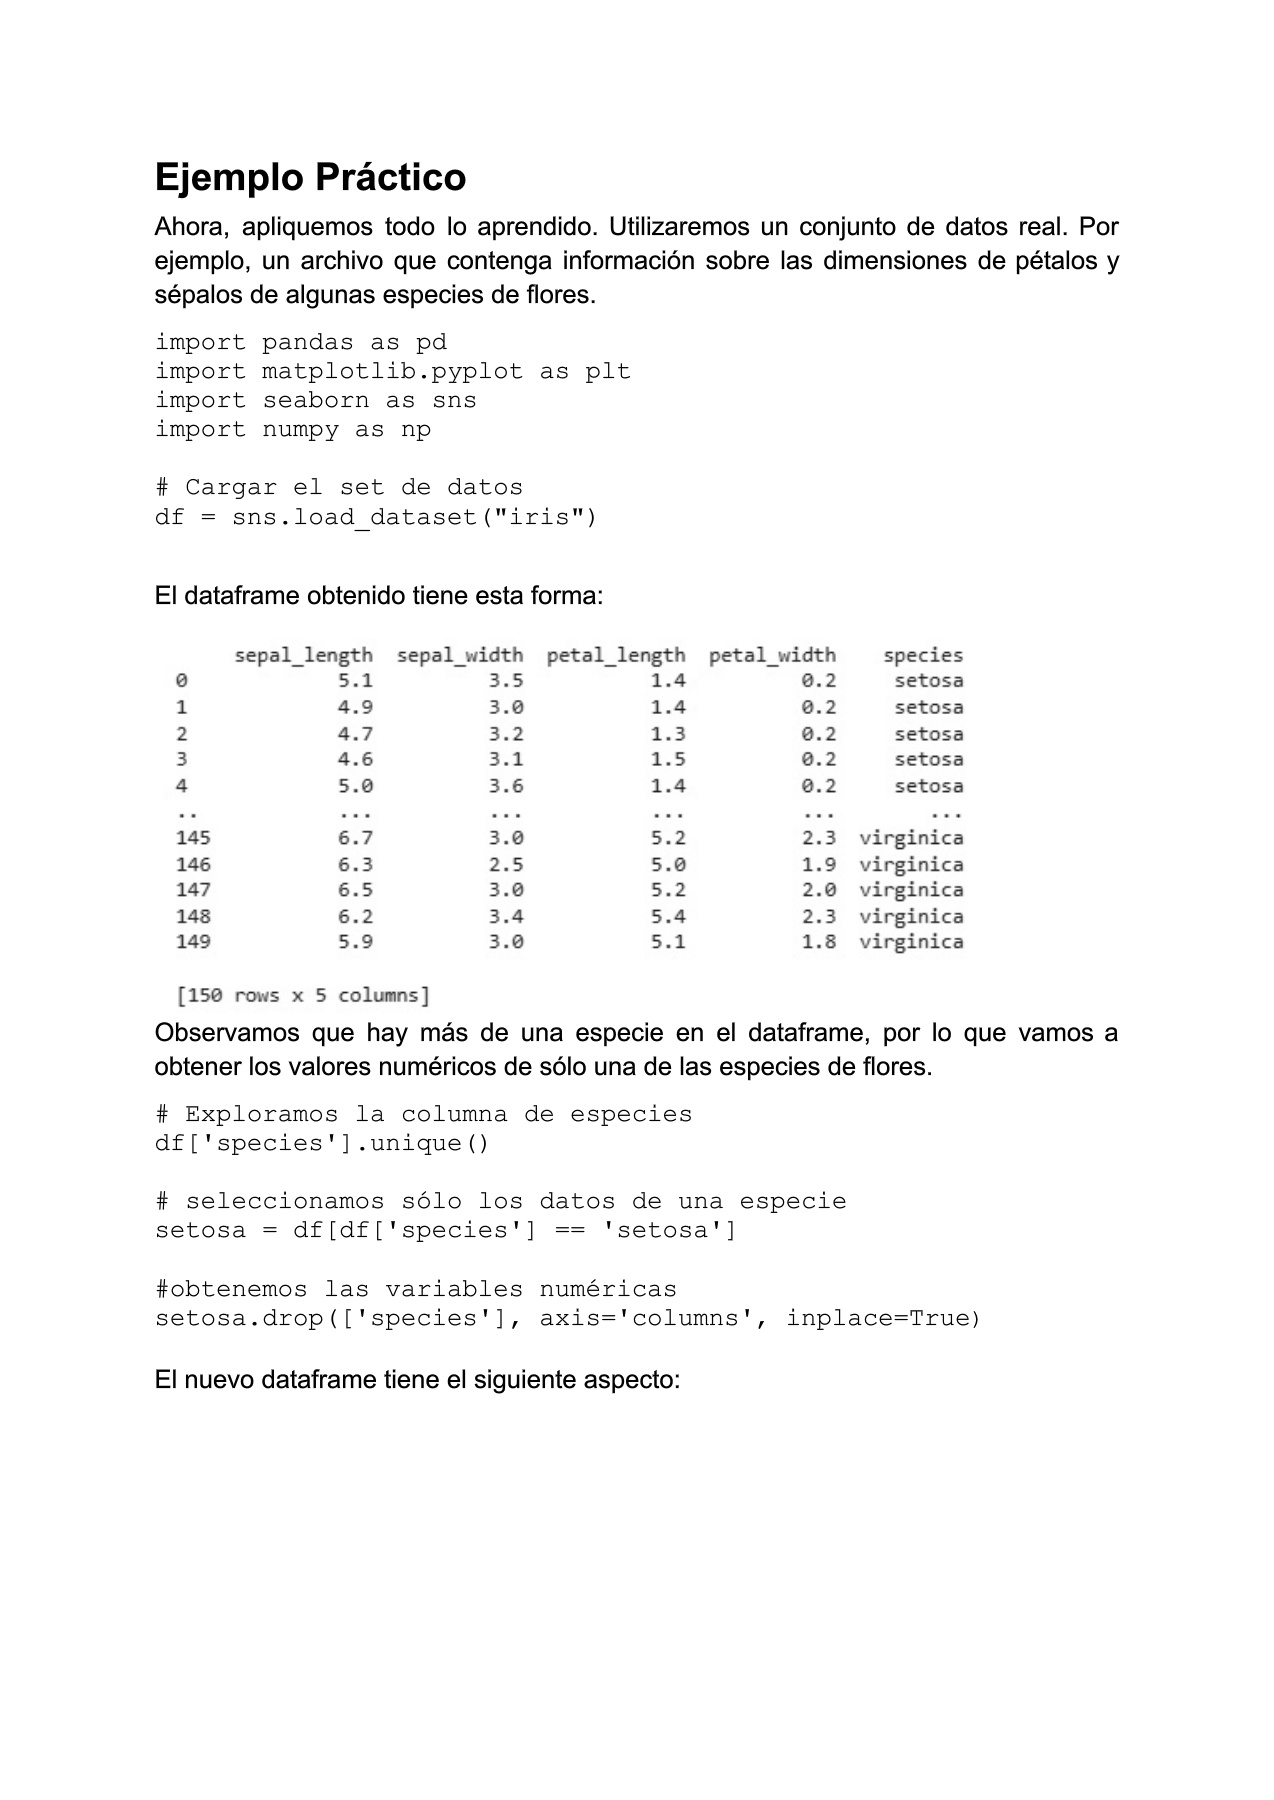 Ejemplo Práctico
Ahora, apliquemos todo lo aprendido. Utilizaremos un conjunto de datos real. Por
ejemplo, un archivo que contenga información sobre las dimensiones de pétalos y
sépalos de algunas especies de flores.
import pandas as pd
import matplotlib.pyplot as plt
import seaborn as sns
import numpy as np
# Cargar el set de datos
df = sns.load_dataset("iris")
El dataframe obtenido tiene esta forma:
sepal_length sepal_width petal_length petal_width species
0 5.1 3.5 1.4 0.2 setosa
1 4.9 3.0 1.4 0.2 setosa
2 4.7 3.2 1.3 0.2 setosa
3 4.6 3.1 1.5 0.2 setosa
4 5.0 3.6 1.4 0.2 setosa
.. ... ... ... ... ...
145 6.7 3.0 5.2 2.3 virginica
146 6.3 2.5 5.0 1.9 virginica
147 6.5 3.0 5.2 2.0 virginica
148 6.2 3.4 5.4 2.3 virginica
149 5.9 3.0 5.1 1.8 virginica
[150 rows x 5 columns]
Observamos que hay más de una especie en el dataframe, por lo que vamos a
obtener los valores numéricos de sólo una de las especies de flores.
# Exploramos la columna de especies
df['species'].unique()
# seleccionamos sólo los datos de una especie
setosa = df[df['species'] == 'setosa']
#obtenemos las variables numéricas
setosa.drop(['species'], axis='columns', inplace=True)
El nuevo dataframe tiene el siguiente aspecto: